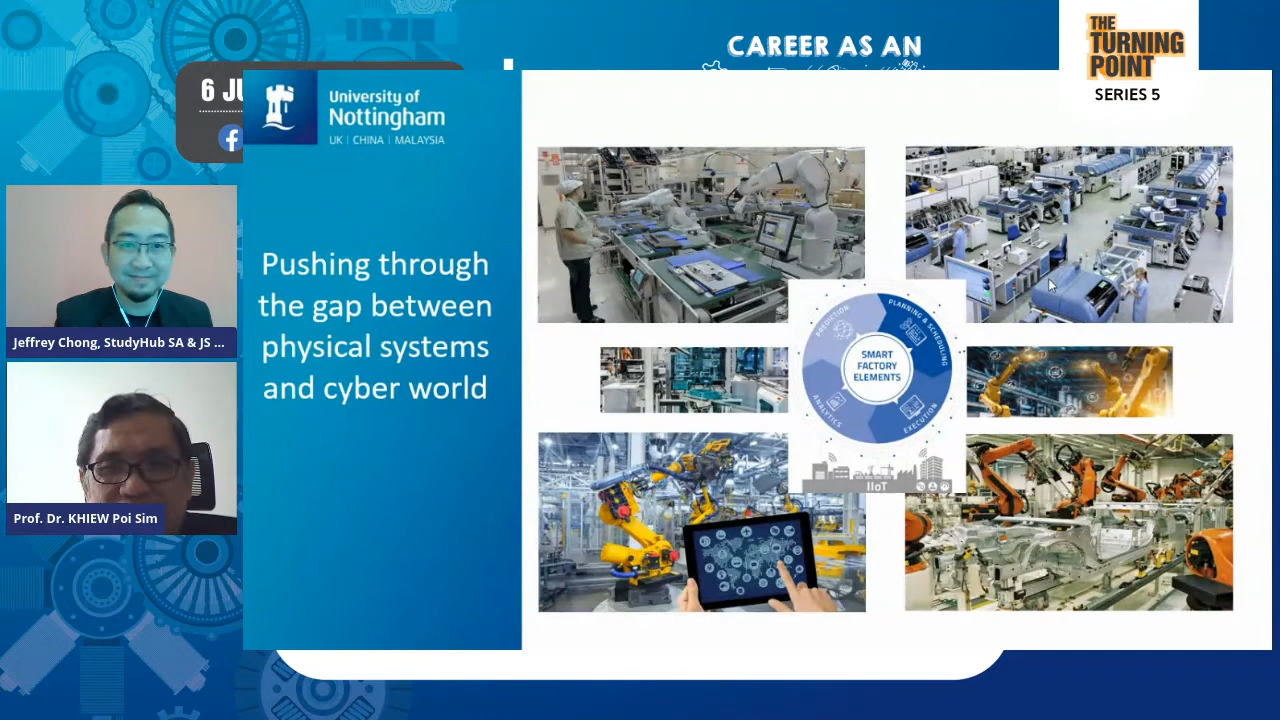 CAREER AS AN
THE
TURNING
POINT
SERIES 5
6 JU
University of
Nottingham
UK | CHINA | MALAYSIA
Pushing through
the gap between
physical systems
and cyber world
PREDICTION
PLANNING & SCHEDULING
SMART
FACTORY
ELEMENTS
ANALYTICS
EXECUTION
IIoT
Jeffrey Chong, StudyHub SA & JS ...
Prof. Dr. KHIEW Poi Sim